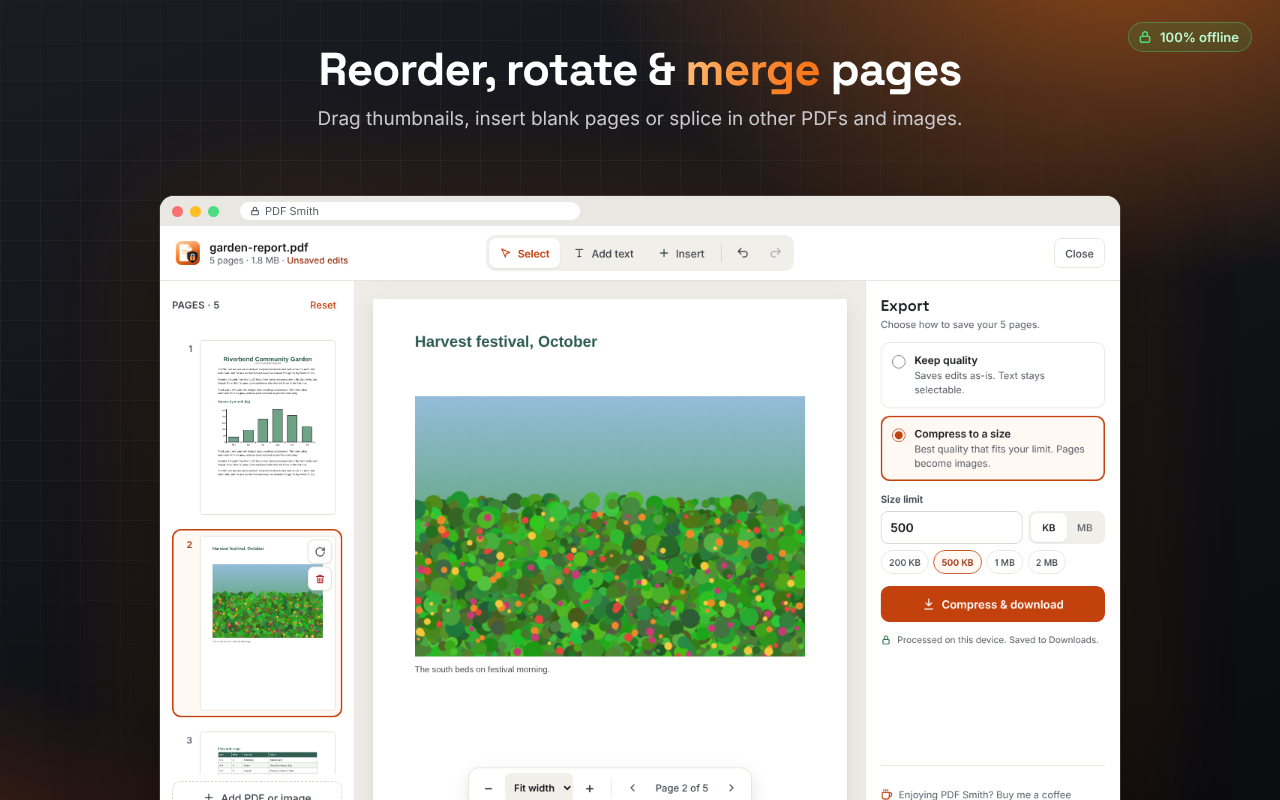 100% offline
Reorder, rotate & merge pages
Drag thumbnails, insert blank pages or splice in other PDFs and images.
PDF Smith
garden-report.pdf
5 pages · 1.8 MB · Unsaved edits
Select
Add text
Insert
Close
PAGES · 5
Reset
1
Riverbend Community Garden
2
Harvest festival, October
3
Add PDF or image
Harvest festival, October
The south beds on festival morning.
Fit width
Page 2 of 5
Export
Choose how to save your 5 pages.
Keep quality
Saves edits as-is. Text stays
selectable.
Compress to a size
Best quality that fits your limit. Pages
become images.
Size limit
500
KB
MB
200 KB
500 KB
1 MB
2 MB
Compress & download
Processed on this device. Saved to Downloads.
Enjoying PDF Smith? Buy me a coffee